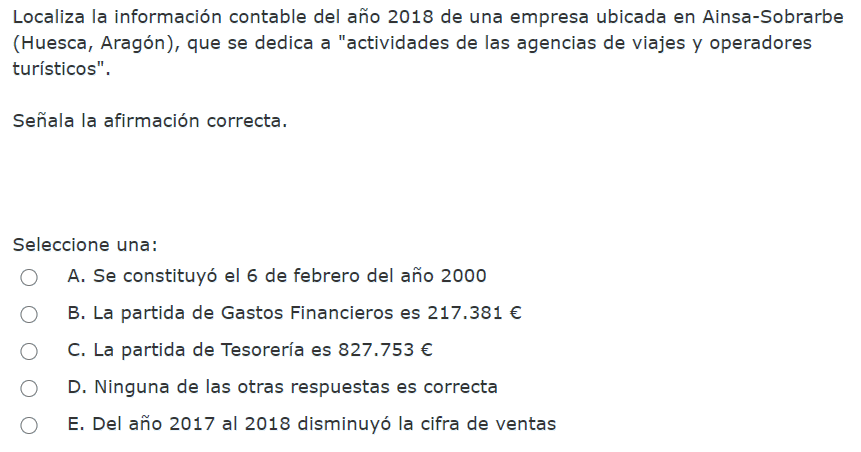 Localiza la información contable del año 2018 de una empresa ubicada en Ainsa-Sobrarbe
(Huesca, Aragón), que se dedica a "actividades de las agencias de viajes y operadores
turísticos".
Señala la afirmación correcta.
Seleccione una:
A. Se constituyó el 6 de febrero del año 2000
B. La partida de Gastos Financieros es 217.381 €
C. La partida de Tesorería es 827.753 €
D. Ninguna de las otras respuestas es correcta
E. Del año 2017 al 2018 disminuyó la cifra de ventas